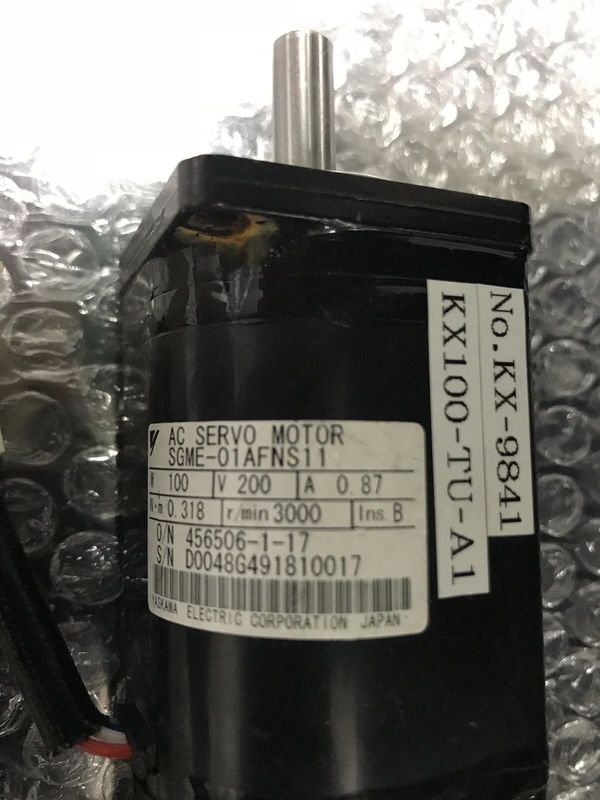 AC SERVO MOTOR
SGME-01AFNS11
W 100 V 200 A 0.87
N·m 0.318 r/min 3000 Ins. B
O/N 456506-1-17
S/N D0048G491810017
YASKAWA ELECTRIC CORPORATION JAPAN
No.KX-9841
KX100-TU-A1